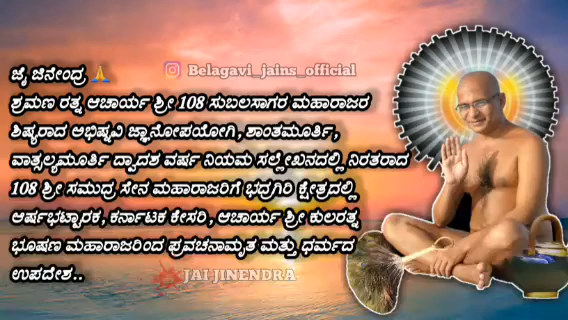 Belagavi_jains_official
ಜೈ ಜಿನೇಂದ್ರ 🙏
ಶ್ರಮಣ ರತ್ನ ಆಚಾರ್ಯ ಶ್ರೀ 108 ಸುಬಲಸಾಗರ ಮಹಾರಾಜರ
ಶಿಷ್ಯರಾದ ಅಭಿಷ್ನವಿ ಜ್ಞಾನೋಪಯೋಗಿ, ಶಾಂತಮೂರ್ತಿ,
ವಾತ್ಸಲ್ಯಮೂರ್ತಿ ದ್ವಾದಶ ವರ್ಷ ನಿಯಮ ಸಲ್ಲೇಖನದಲ್ಲಿ ನಿರತರಾದ
108 ಶ್ರೀ ಸಮುದ್ರ ಸೇನ ಮಹಾರಾಜರಿಗೆ ಭದ್ರಗಿರಿ ಕ್ಷೇತ್ರದಲ್ಲಿ
ಆರ್ಷಭಟ್ಟಾರಕ, ಕರ್ನಾಟಕ ಕೇಸರಿ, ಆಚಾರ್ಯ ಶ್ರೀ ಕುಲರತ್ನ
ಭೂಷಣ ಮಹಾರಾಜರಿಂದ ಪ್ರವಚನಾಮೃತ ಮತ್ತು ಧರ್ಮದ
ಉಪದೇಶ..
JAI JINENDRA